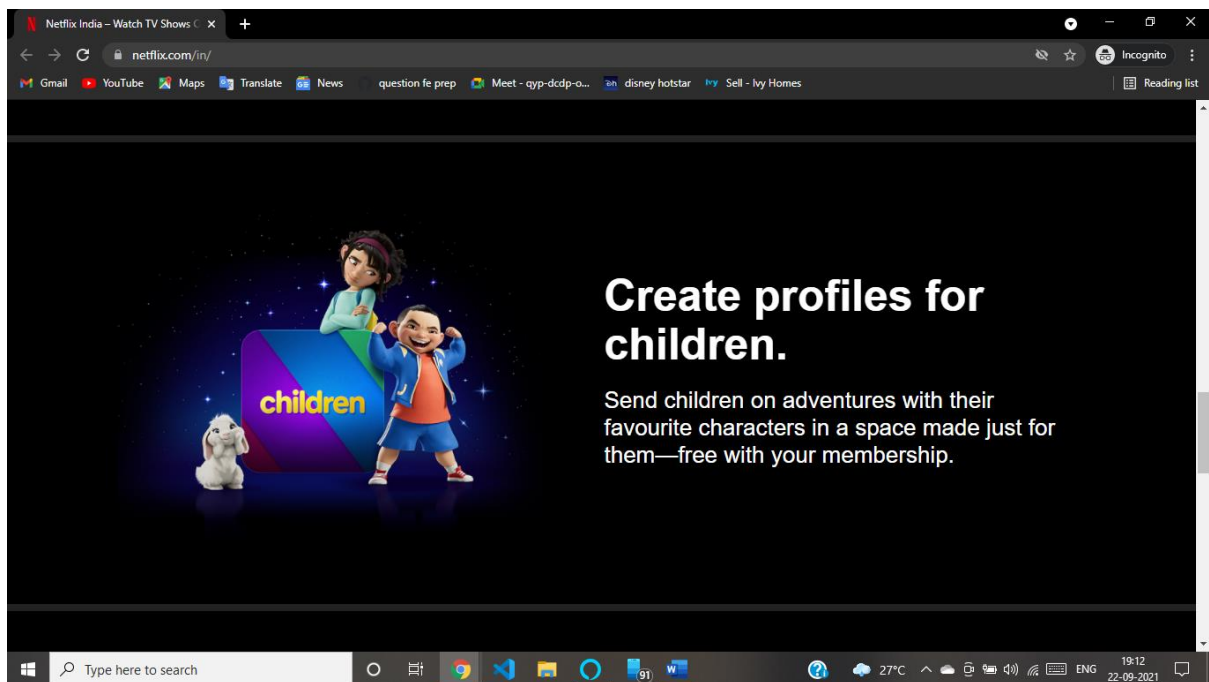 Netflix India – Watch TV Shows
netflix.com/in/
Incognito
Gmail YouTube Maps Translate News question fe prep Meet - qyp-dcdp-o... disney hotstar Sell - Ivy Homes Reading list
Create profiles for
children.
children
Send children on adventures with their
favourite characters in a space made just for
them—free with your membership.
Type here to search
27°C ENG 19:12
22-09-2021